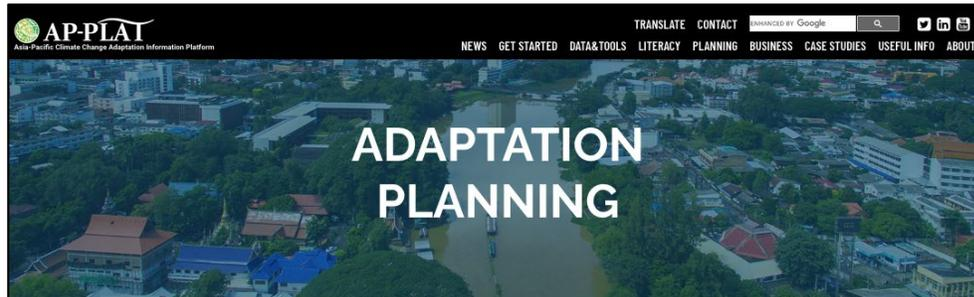 AP-PLAT
Asia-Pacific Climate Change Adaptation Information Platform
TRANSLATE CONTACT ENHANCED BY Google
NEWS GET STARTED DATA&TOOLS LITERACY PLANNING BUSINESS CASE STUDIES USEFUL INFO ABOUT
ADAPTATION
PLANNING